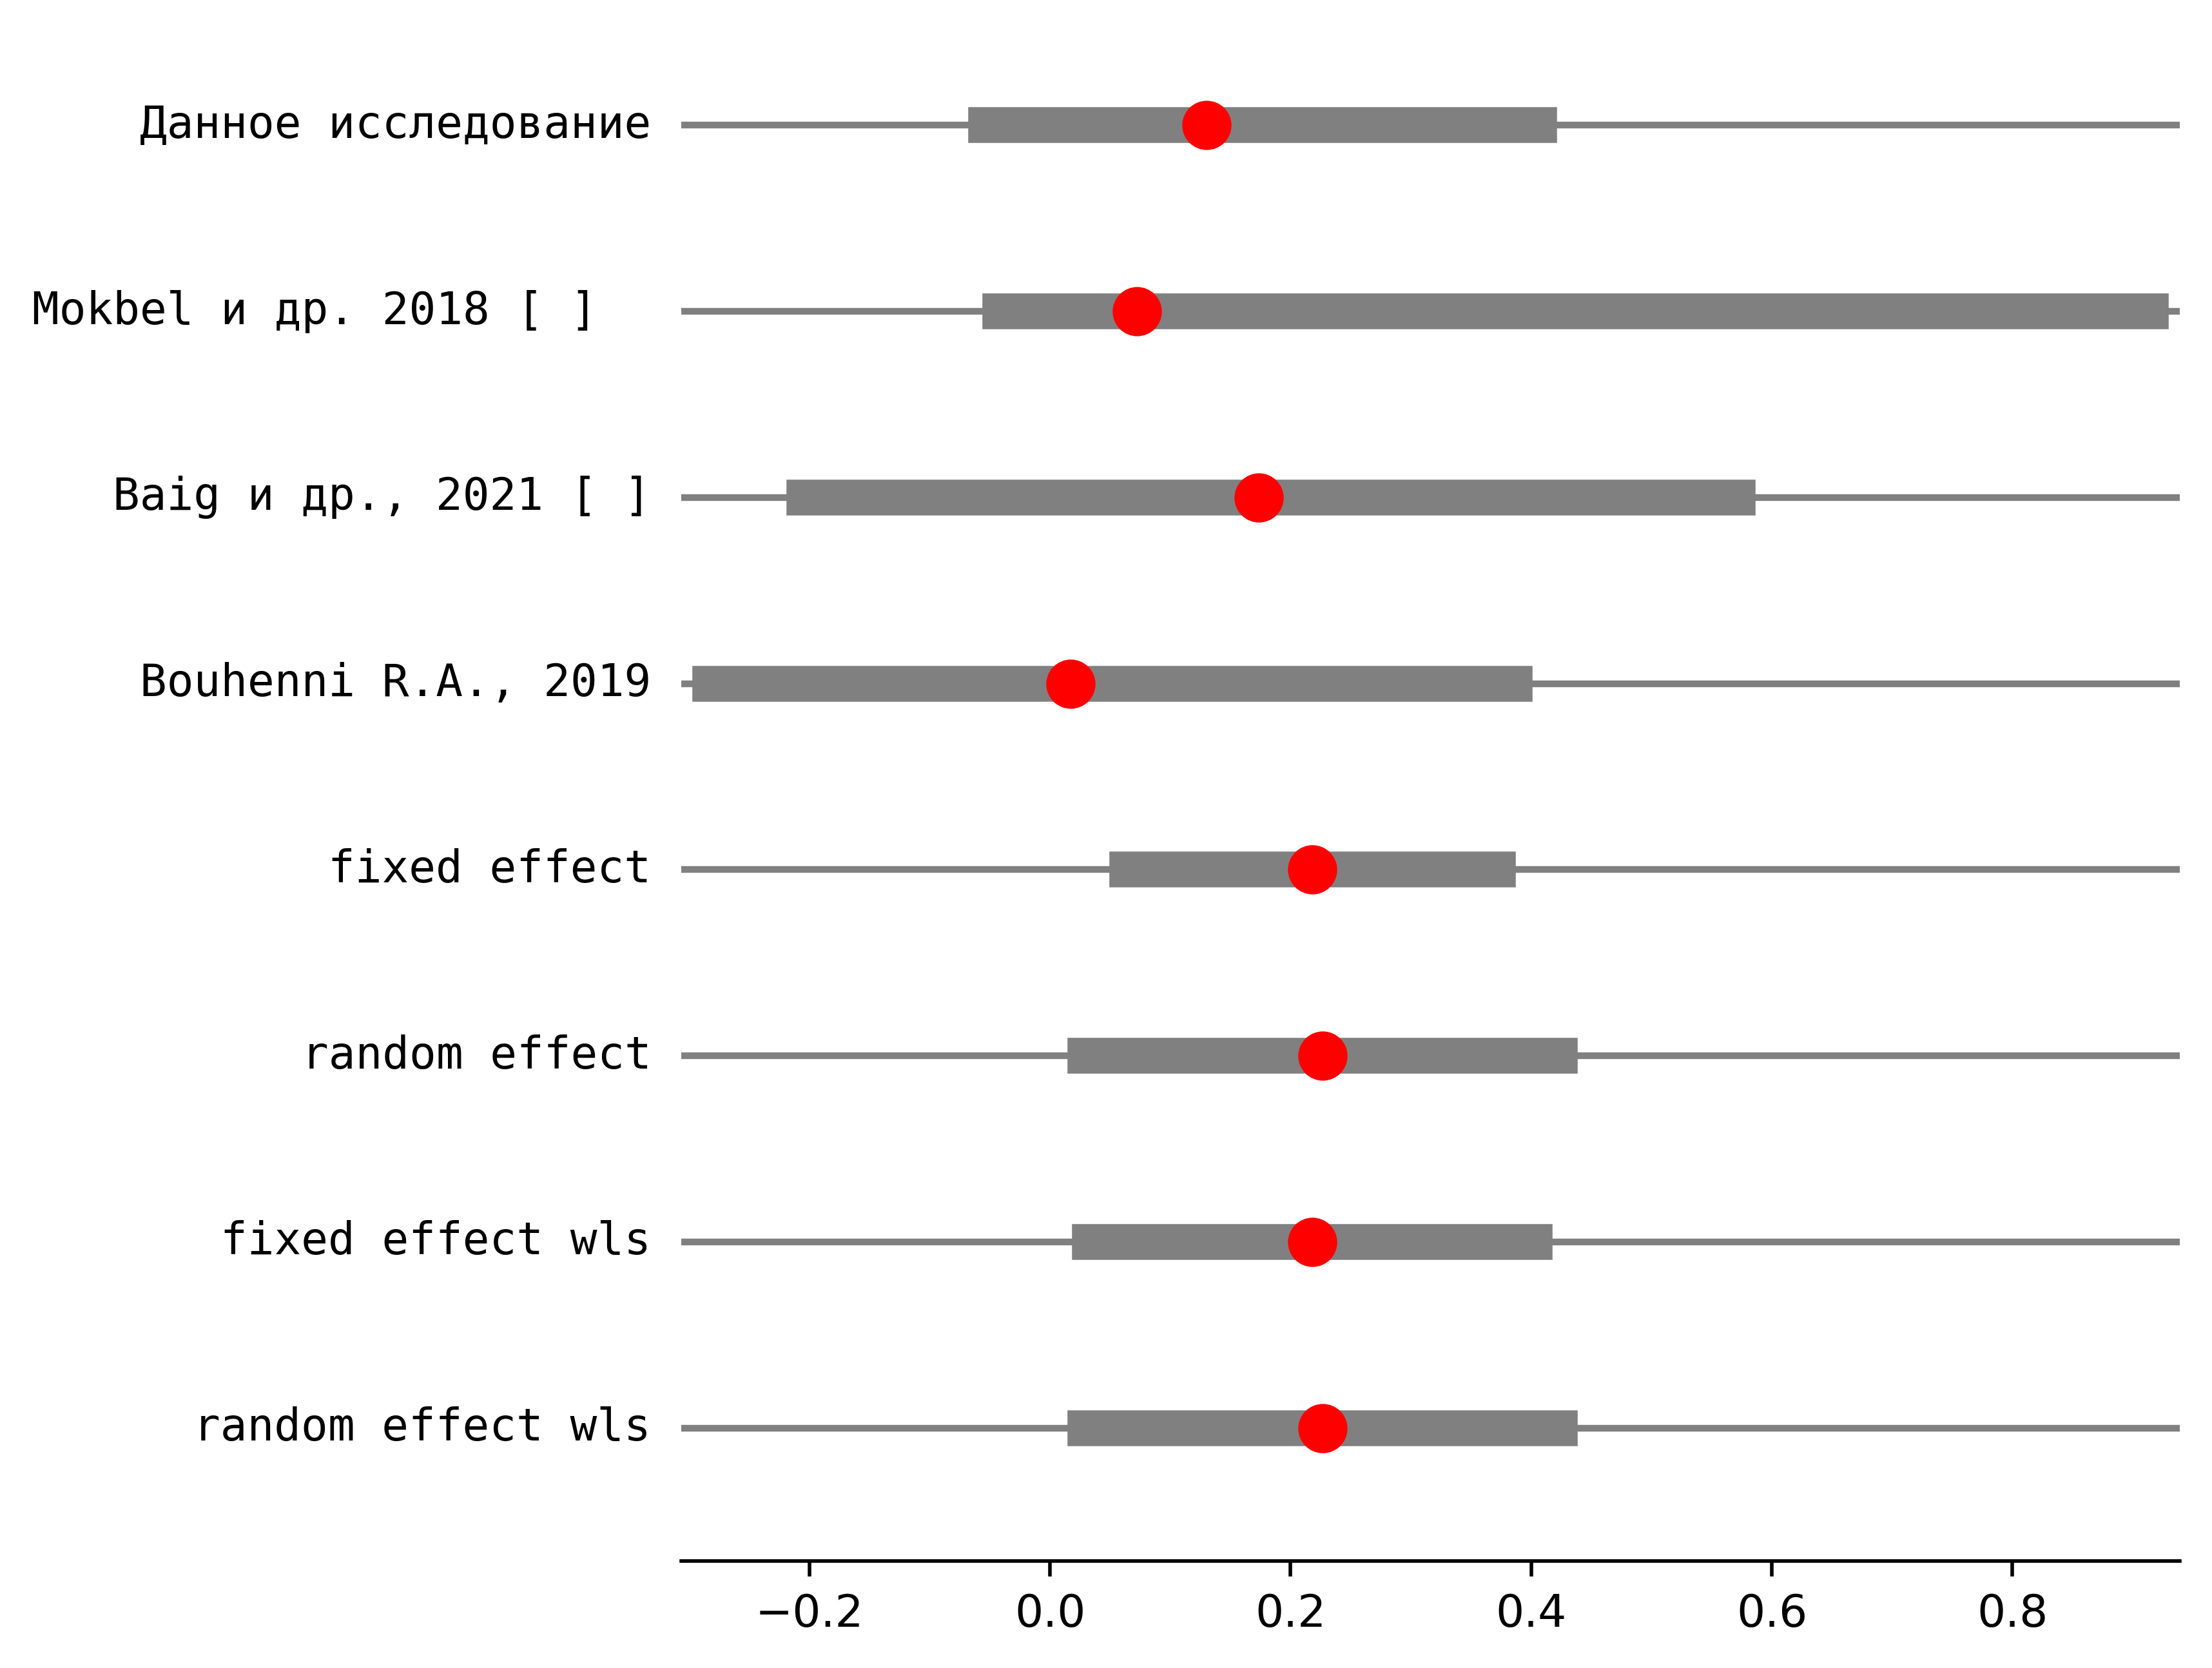 Данное исследование
Mokbel и др. 2018 [ ]
Baig и др., 2021 [ ]
Bouhenni R.A., 2019
fixed effect
random effect
fixed effect wls
random effect wls
−0.2 0.0 0.2 0.4 0.6 0.8